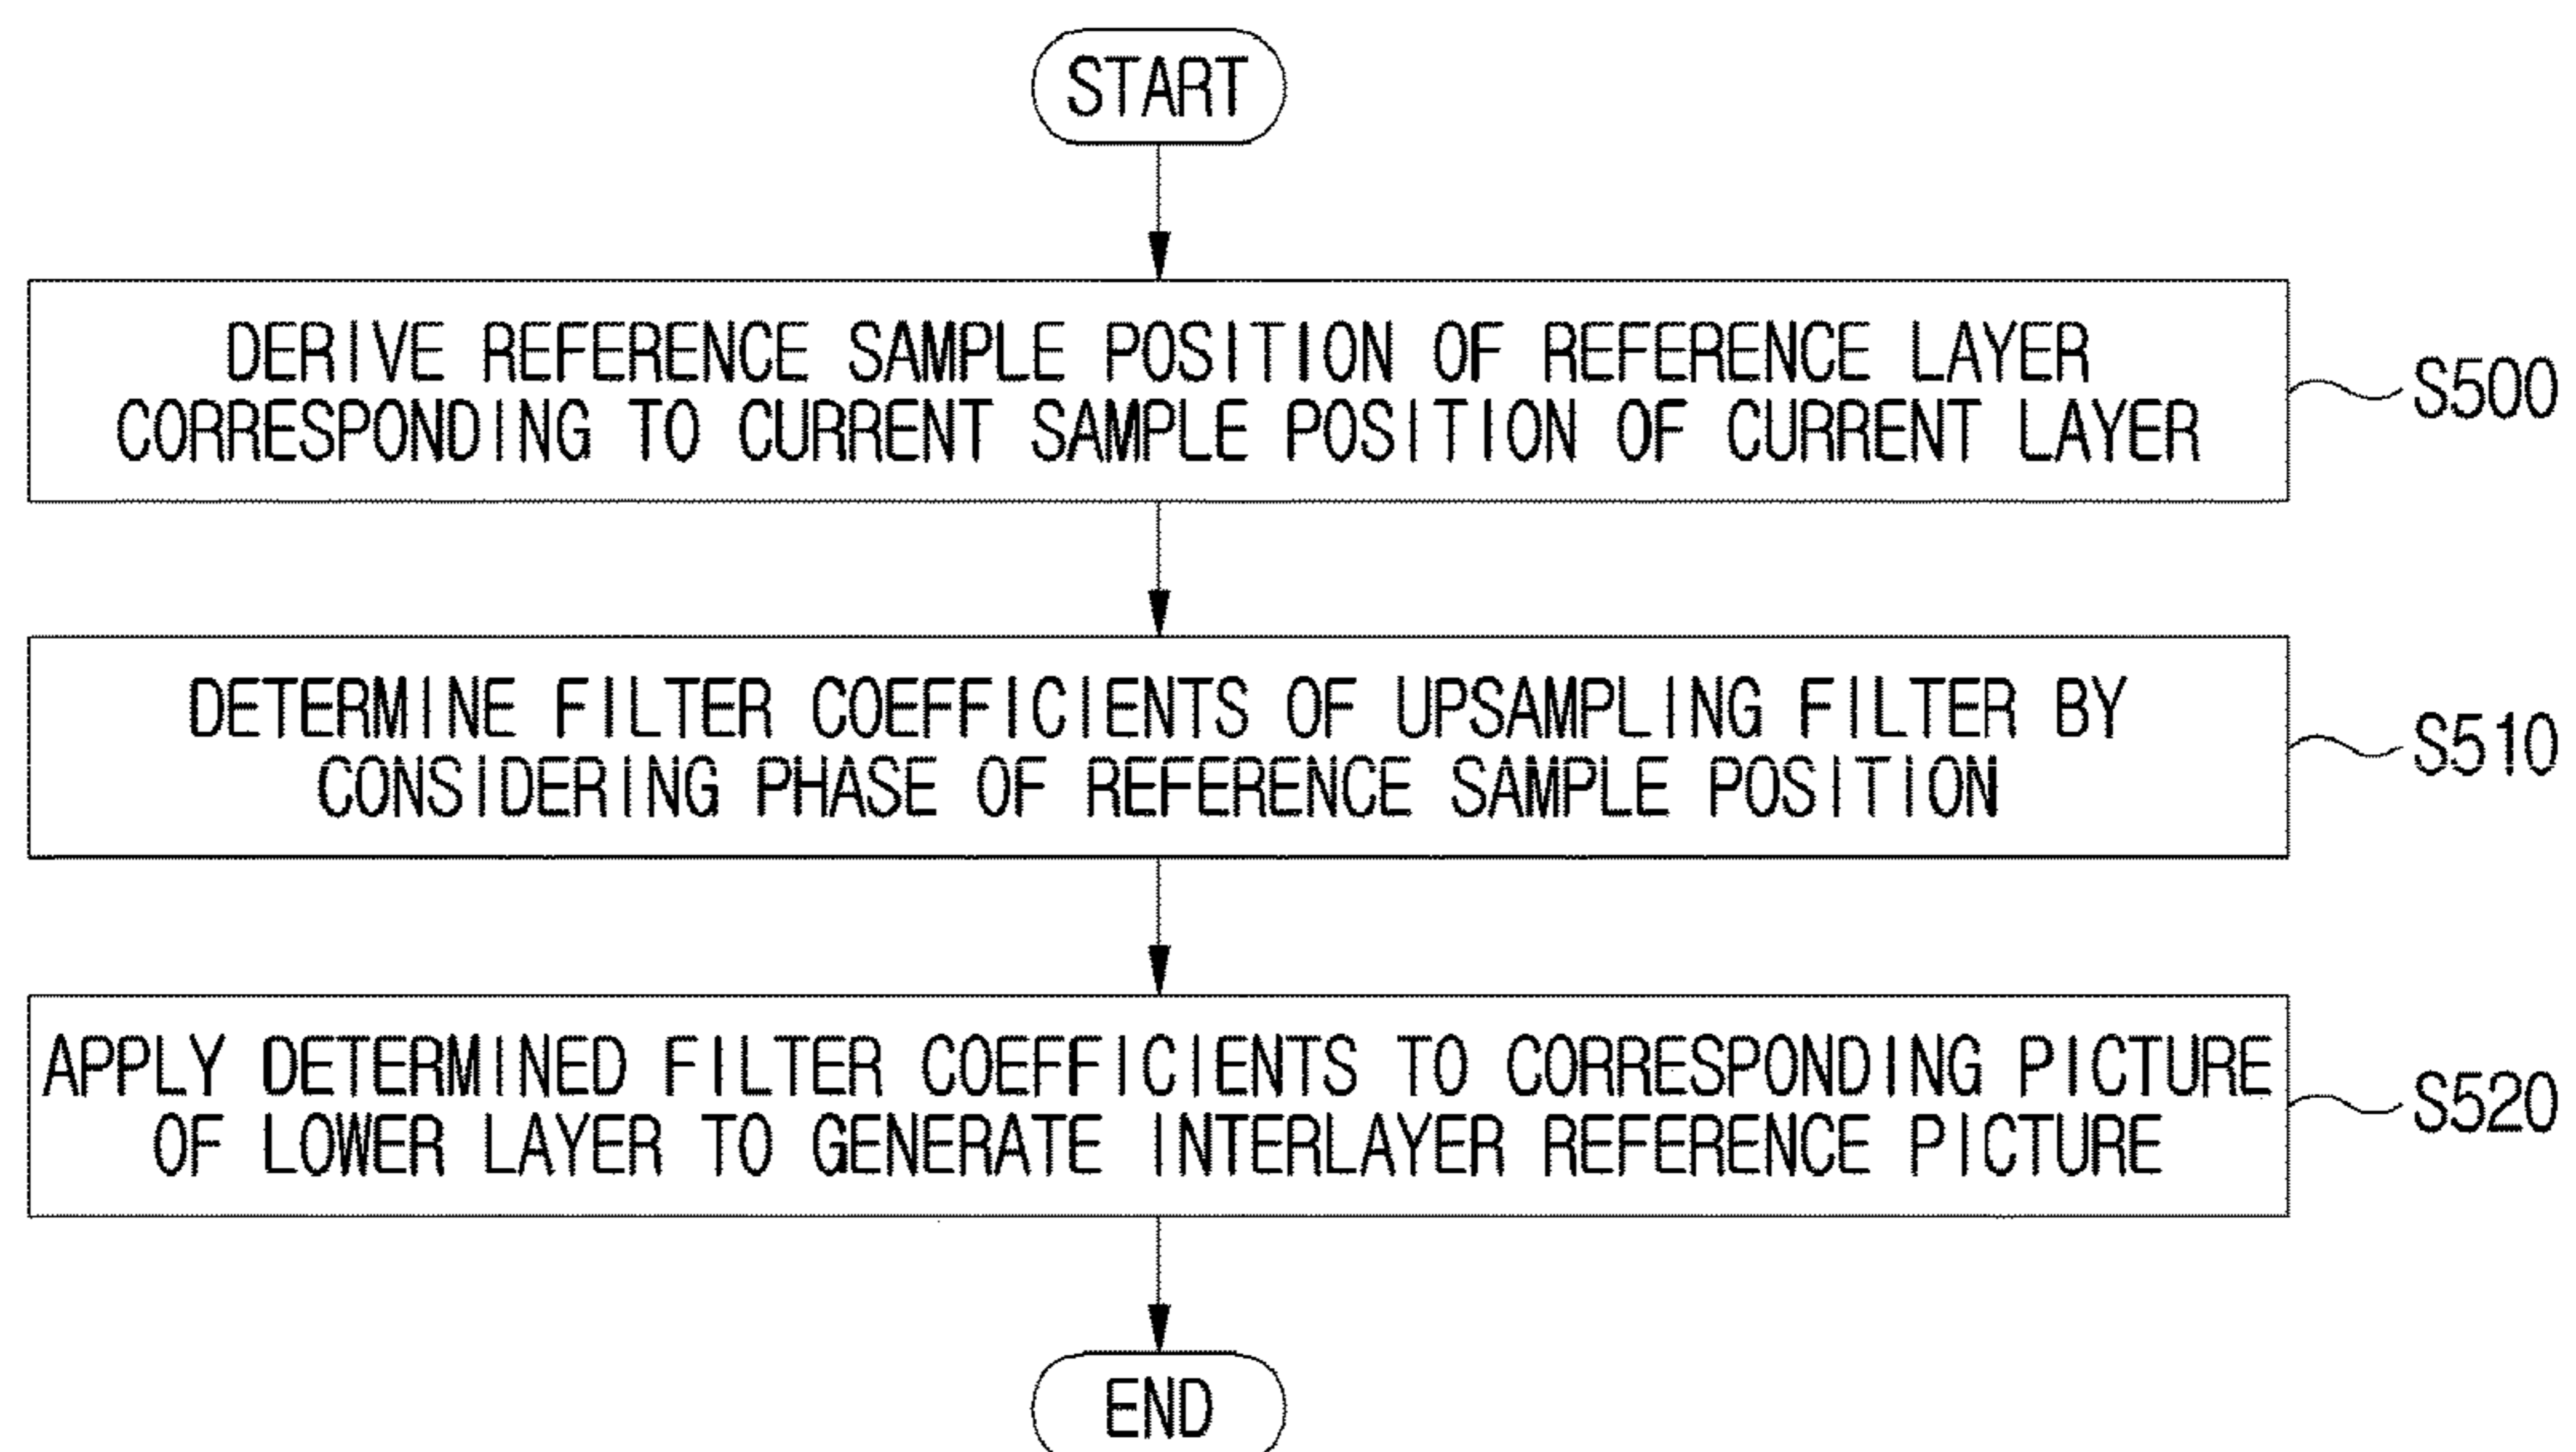 START
DERIVE REFERENCE SAMPLE POSITION OF REFERENCE LAYER
CORRESPONDING TO CURRENT SAMPLE POSITION OF CURRENT LAYER
S500
DETERMINE FILTER COEFFICIENTS OF UPSAMPLING FILTER BY
CONSIDERING PHASE OF REFERENCE SAMPLE POSITION
S510
APPLY DETERMINED FILTER COEFFICIENTS TO CORRESPONDING PICTURE
OF LOWER LAYER TO GENERATE INTERLAYER REFERENCE PICTURE
S520
END